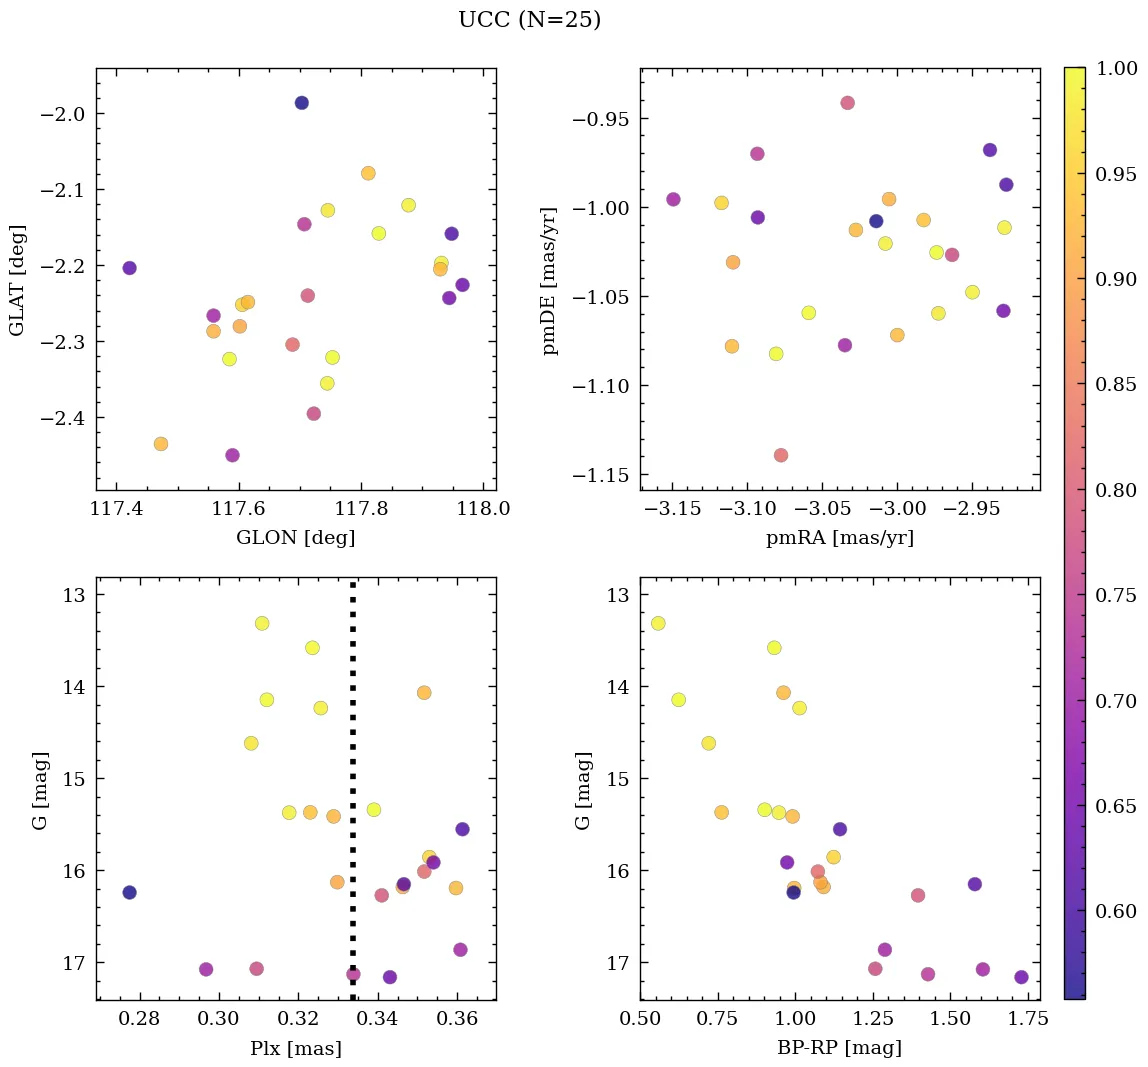 UCC (N=25)
−2.0
−2.1
−2.2
−2.3
−2.4
GLAT [deg]
117.4 117.6 117.8 118.0
GLON [deg]
−0.95
−1.00
−1.05
−1.10
−1.15
pmDE [mas/yr]
−3.15 −3.10 −3.05 −3.00 −2.95
pmRA [mas/yr]
13
14
15
16
17
G [mag]
0.28 0.30 0.32 0.34 0.36
Plx [mas]
13
14
15
16
17
G [mag]
0.50 0.75 1.00 1.25 1.50 1.75
BP-RP [mag]
1.00
0.95
0.90
0.85
0.80
0.75
0.70
0.65
0.60